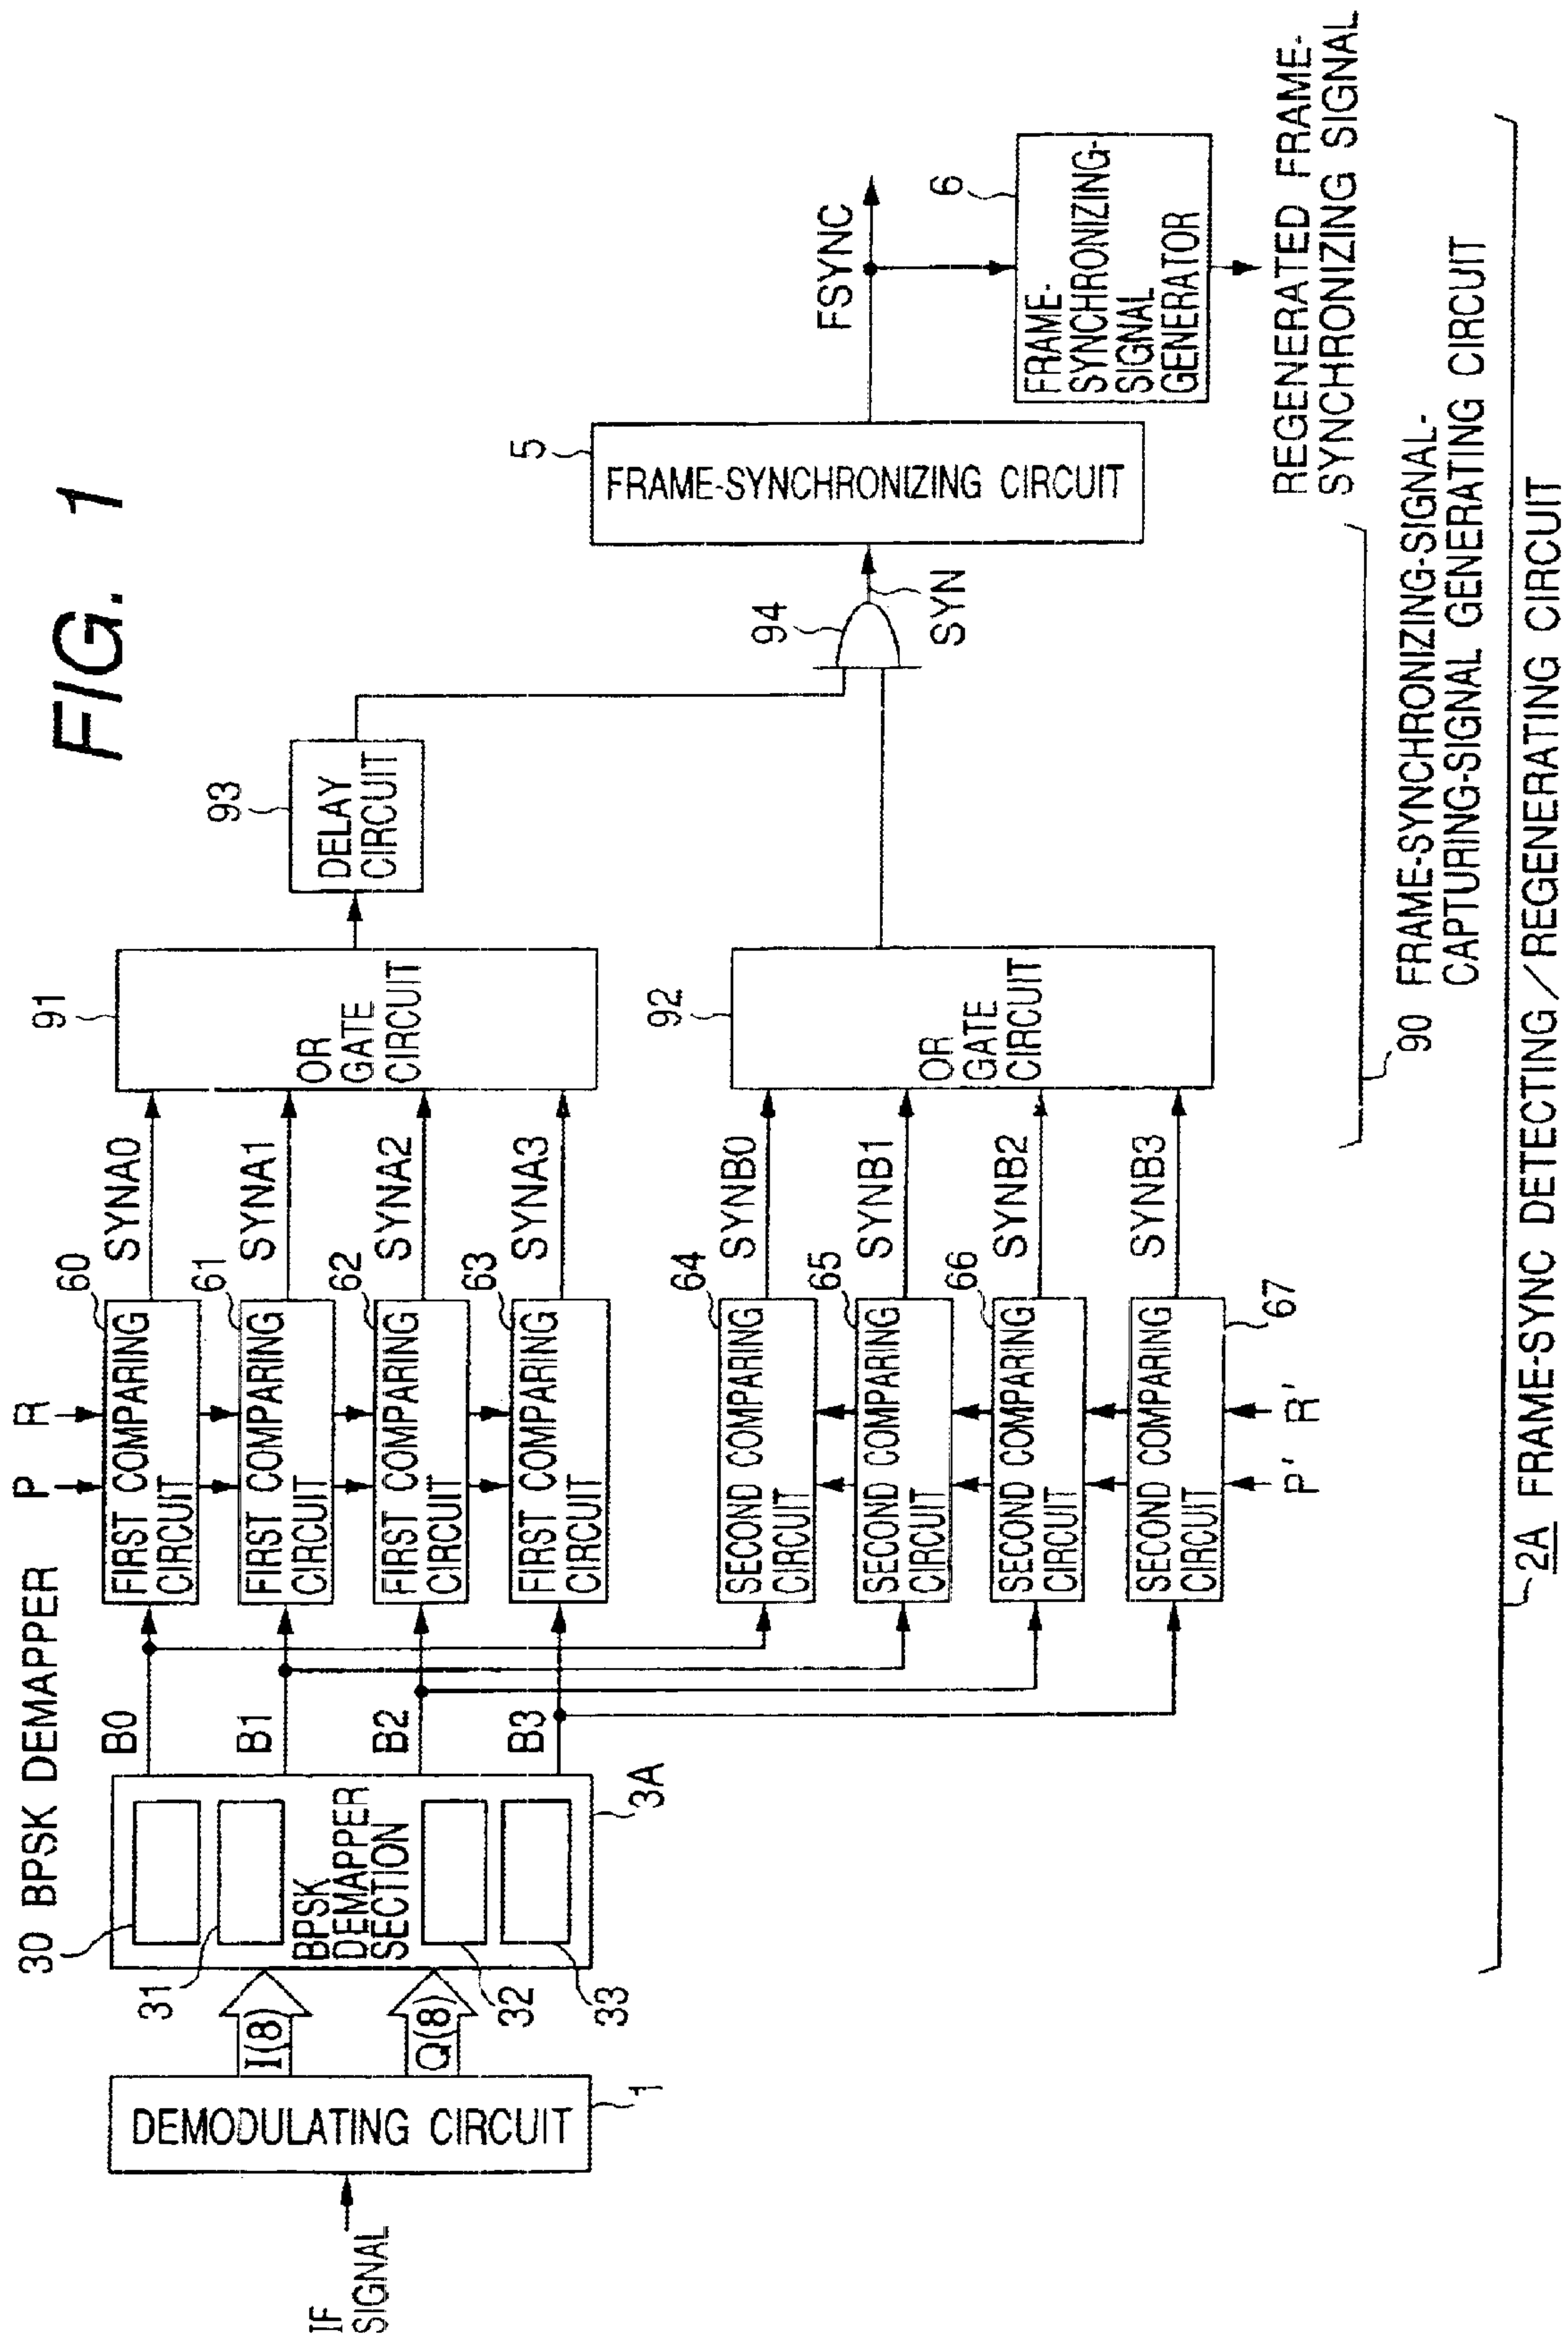 FIG. 1
30 BPSK DEMAPPER
P
R
IF
SIGNAL
DEMODULATING CIRCUIT
1
I(8)
Q(8)
31
32
33
BPSK
DEMAPPER
SECTION
3A
B0
B1
B2
B3
FIRST COMPARING
CIRCUIT
60
SYNA0
FIRST COMPARING
CIRCUIT
61
SYNA1
FIRST COMPARING
CIRCUIT
62
SYNA2
FIRST COMPARING
CIRCUIT
63
SYNA3
SECOND COMPARING
CIRCUIT
64
SYNB0
SECOND COMPARING
CIRCUIT
65
SYNB1
SECOND COMPARING
CIRCUIT
66
SYNB2
SECOND COMPARING
CIRCUIT
67
SYNB3
P'
R'
91
OR
GATE
CIRCUIT
92
OR
GATE
CIRCUIT
93
DELAY
CIRCUIT
94
SYN
5
FRAME-SYNCHRONIZING CIRCUIT
FSYNC
6
FRAME-
SYNCHRONIZING-
SIGNAL
GENERATOR
REGENERATED FRAME-
SYNCHRONIZING SIGNAL
90 FRAME-SYNCHRONIZING-SIGNAL-
CAPTURING-SIGNAL GENERATING CIRCUIT
2A FRAME-SYNC DETECTING/REGENERATING CIRCUIT